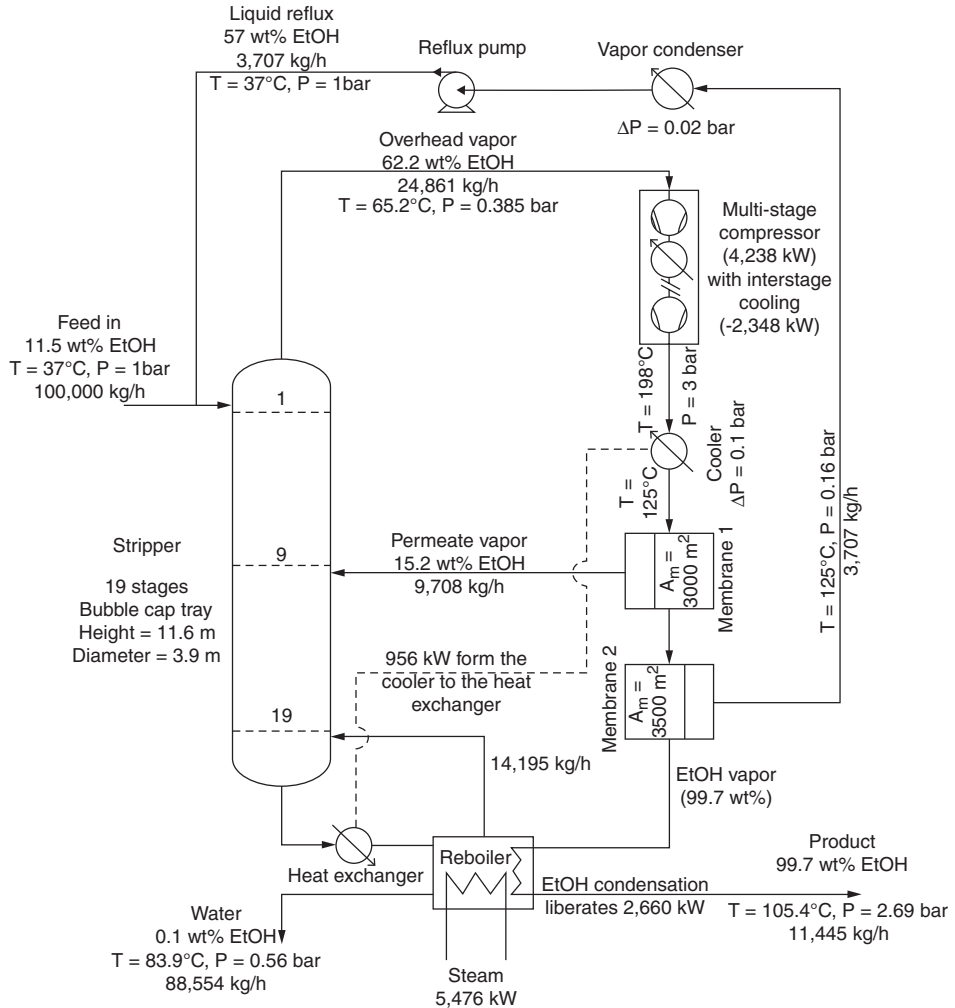 Liquid reflux
57 wt% EtOH
3,707 kg/h
T = 37°C, P = 1bar
Reflux pump
Vapor condenser
ΔP = 0.02 bar
Overhead vapor
62.2 wt% EtOH
24,861 kg/h
T = 65.2°C, P = 0.385 bar
Multi-stage
compressor
(4,238 kW)
with interstage
cooling
(-2,348 kW)
Feed in
11.5 wt% EtOH
T = 37°C, P = 1bar
100,000 kg/h
1
T = 198°C
P = 3 bar
Cooler
ΔP = 0.1 bar
T =
125°C
T = 125°C, P = 0.16 bar
3,707 kg/h
Stripper
19 stages
Bubble cap tray
Height = 11.6 m
Diameter = 3.9 m
9
Permeate vapor
15.2 wt% EtOH
9,708 kg/h
Am =
3000 m²
Membrane 1
956 kW form the
cooler to the heat
exchanger
Membrane 2
Am =
3500 m²
19
14,195 kg/h
EtOH vapor
(99.7 wt%)
Heat exchanger
Reboiler
EtOH condensation
liberates 2,660 kW
Product
99.7 wt% EtOH
T = 105.4°C, P = 2.69 bar
11,445 kg/h
Water
0.1 wt% EtOH
T = 83.9°C, P = 0.56 bar
88,554 kg/h
Steam
5,476 kW